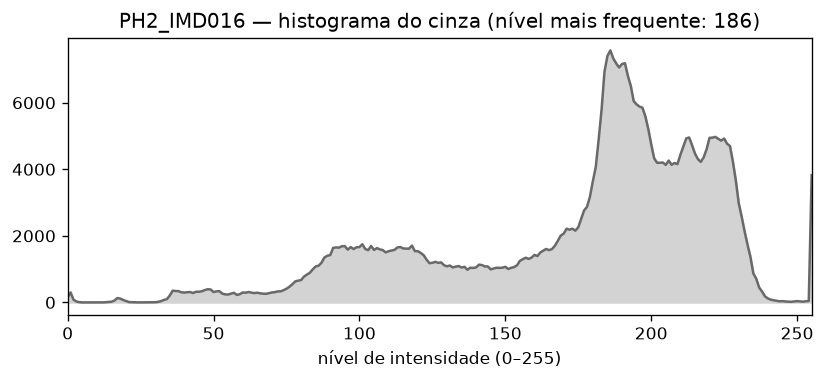 PH2_IMD016 — histograma do cinza (nível mais frequente: 186)
6000
4000
2000
0
0 50 100 150 200 250
nível de intensidade (0–255)